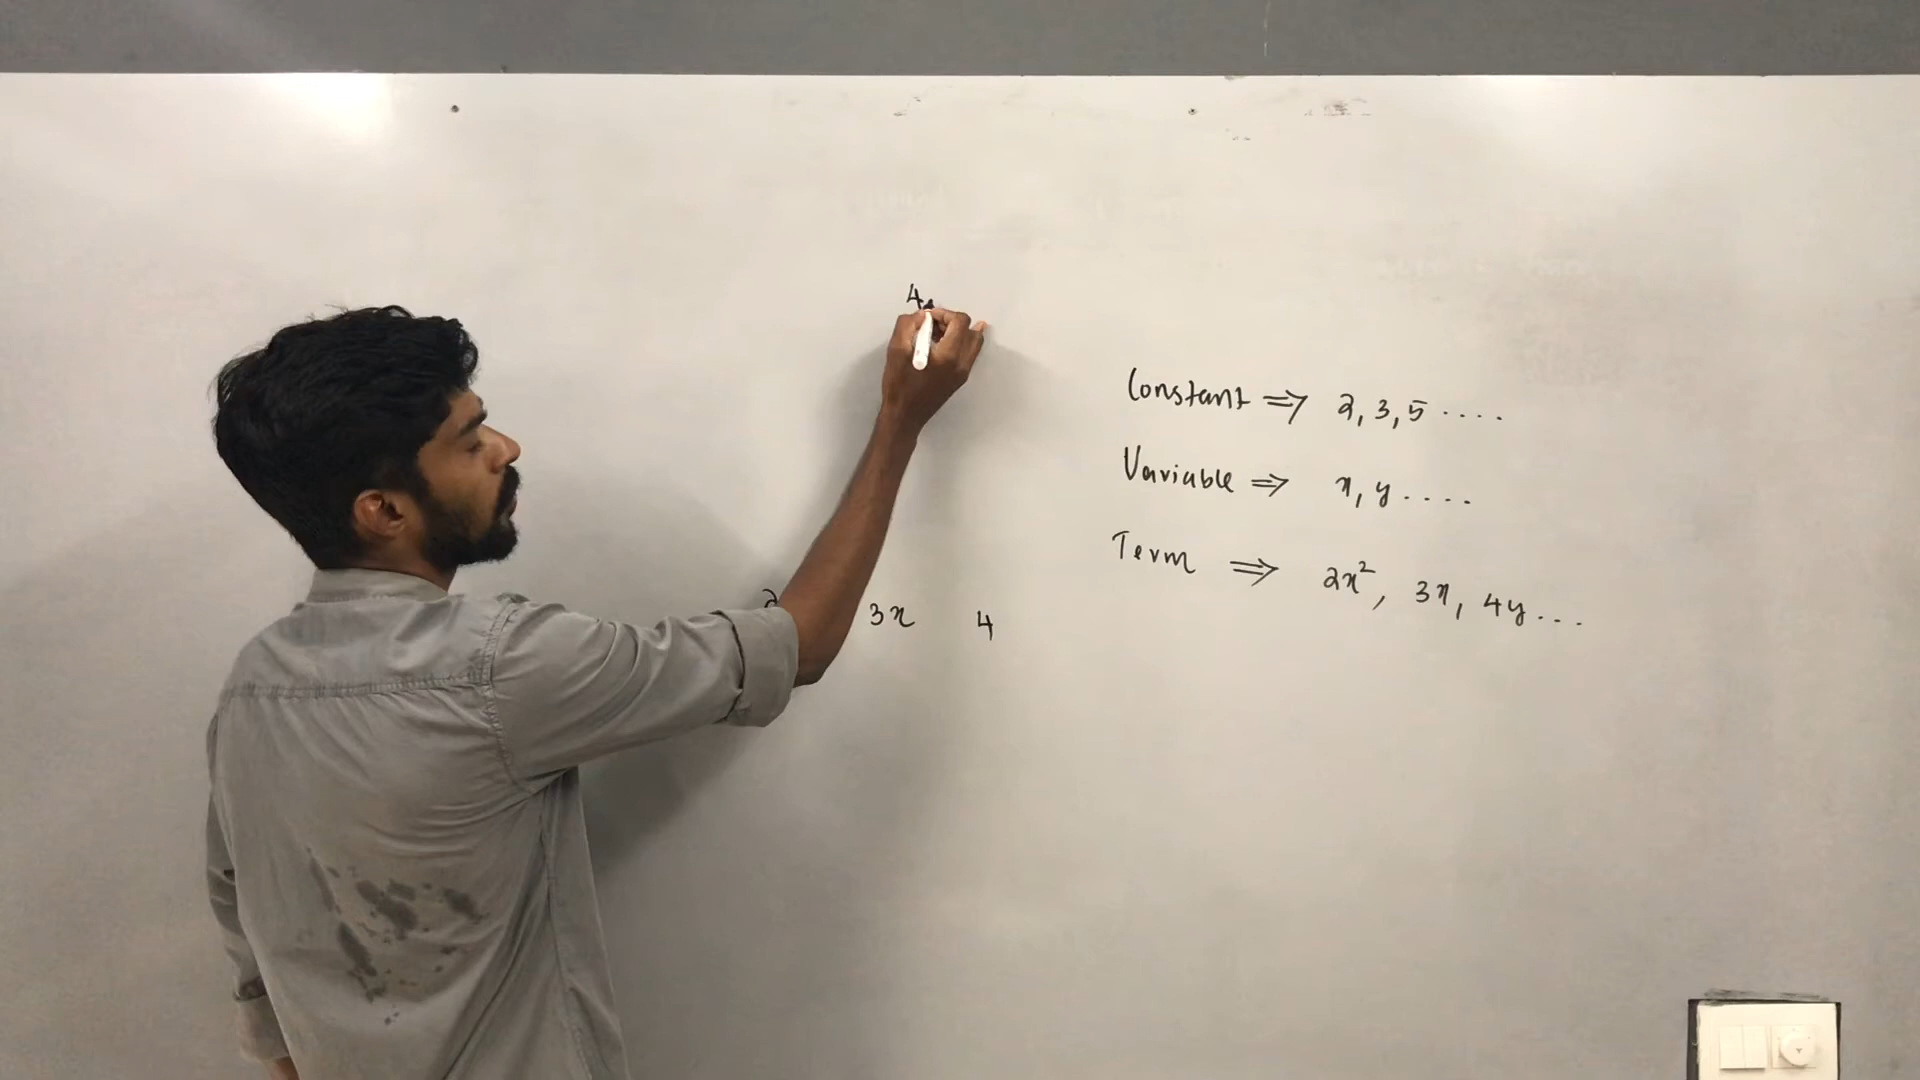 4
Constant ⇒ 2, 3, 5 ....
Variable ⇒ x, y ....
Term ⇒ 2x², 3x, 4y ...
3x 4